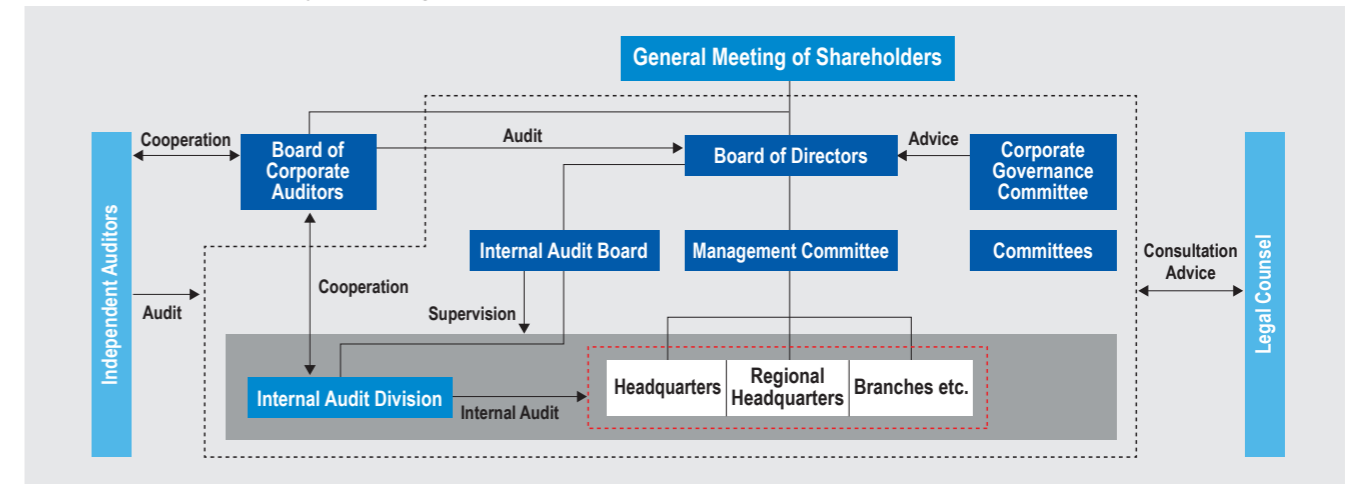 General Meeting of Shareholders
Cooperation
Board of
Corporate
Auditors
Audit
Board of Directors
Advice
Corporate
Governance
Committee
Independent Auditors
Internal Audit Board
Management Committee
Committees
Consultation
Advice
Legal Counsel
Cooperation
Audit
Supervision
Headquarters
Regional
Headquarters
Branches etc.
Internal Audit Division
Internal Audit